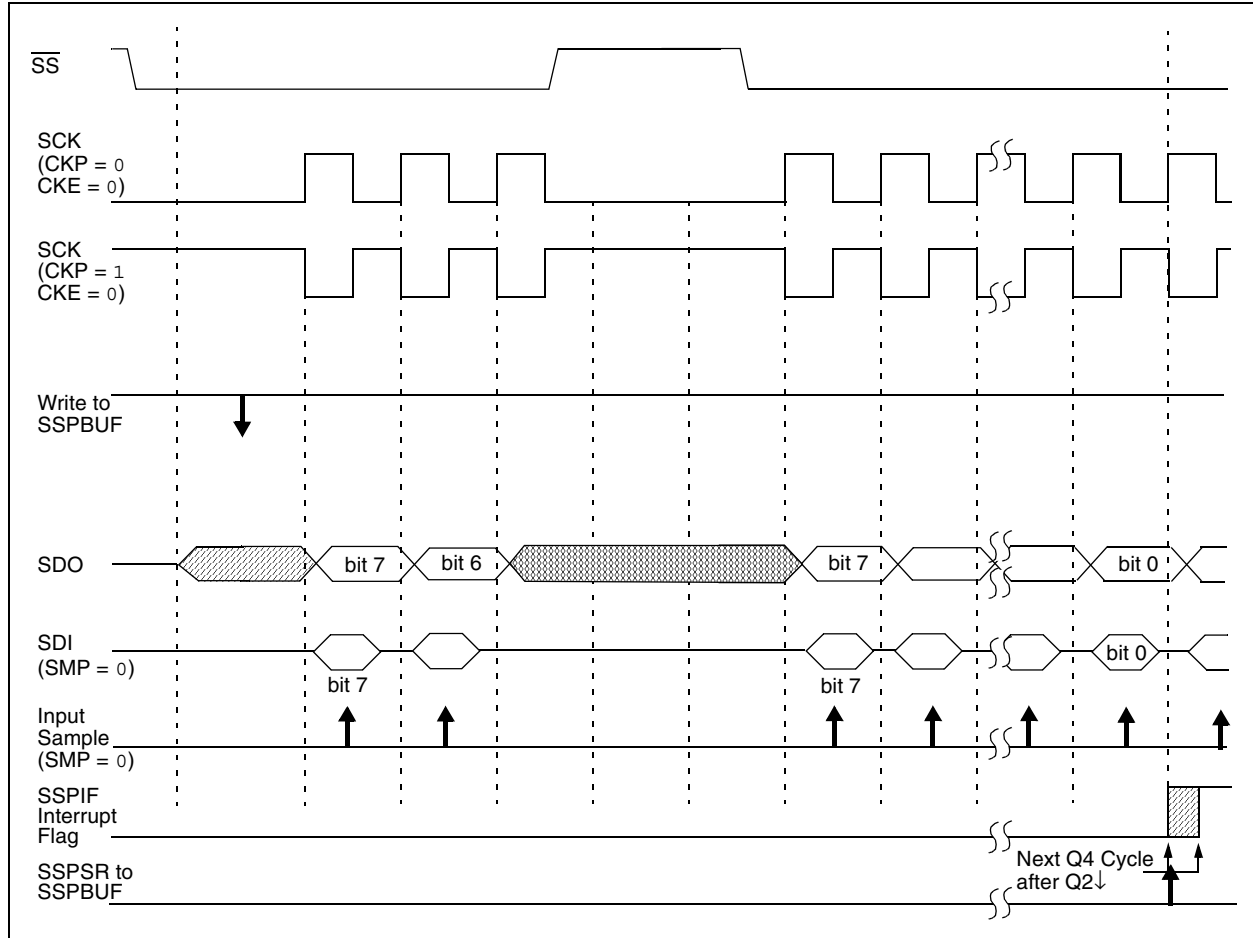 SS
SCK
(CKP = 0
CKE = 0)
SCK
(CKP = 1
CKE = 0)
Write to
SSPBUF
SDO
bit 7
bit 6
bit 7
bit 0
SDI
(SMP = 0)
bit 0
bit 7
bit 7
Input
Sample
(SMP = 0)
SSPIF
Interrupt
Flag
Next Q4 Cycle
after Q2↓
SSPSR to
SSPBUF